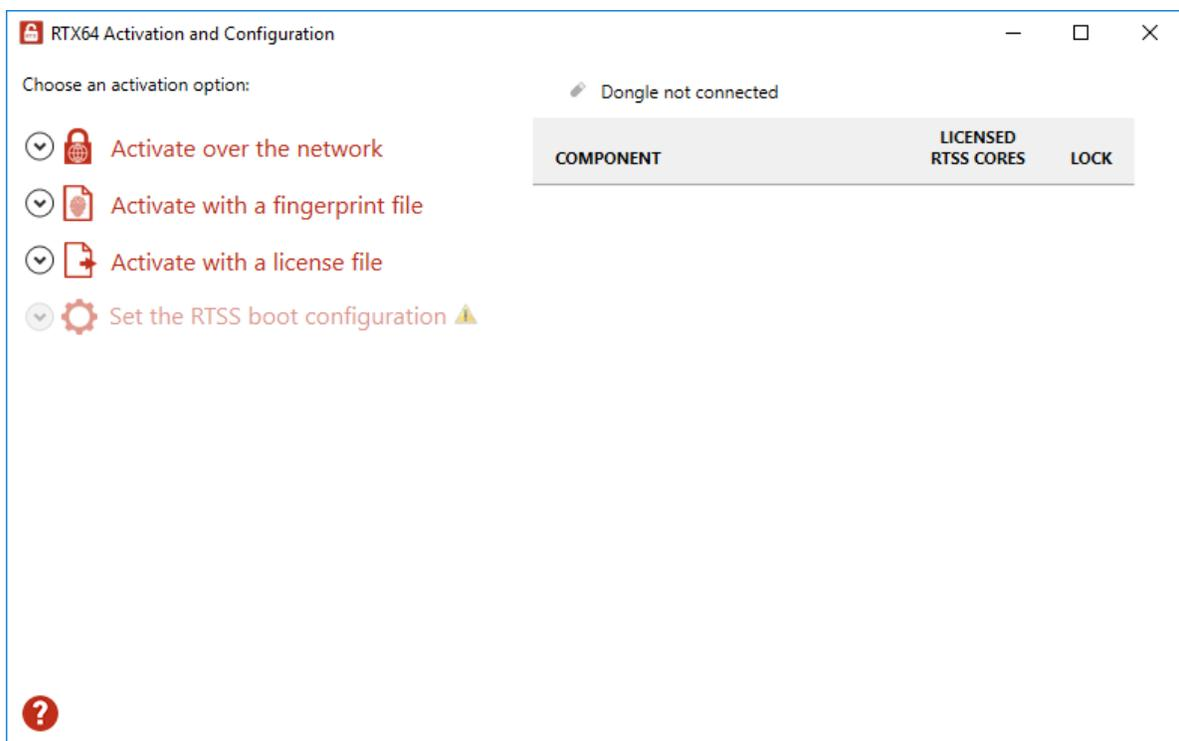 RTX64 Activation and Configuration
Choose an activation option:
Activate over the network
Activate with a fingerprint file
Activate with a license file
Set the RTSS boot configuration
Dongle not connected
COMPONENT
LICENSED
RTSS CORES
LOCK
?